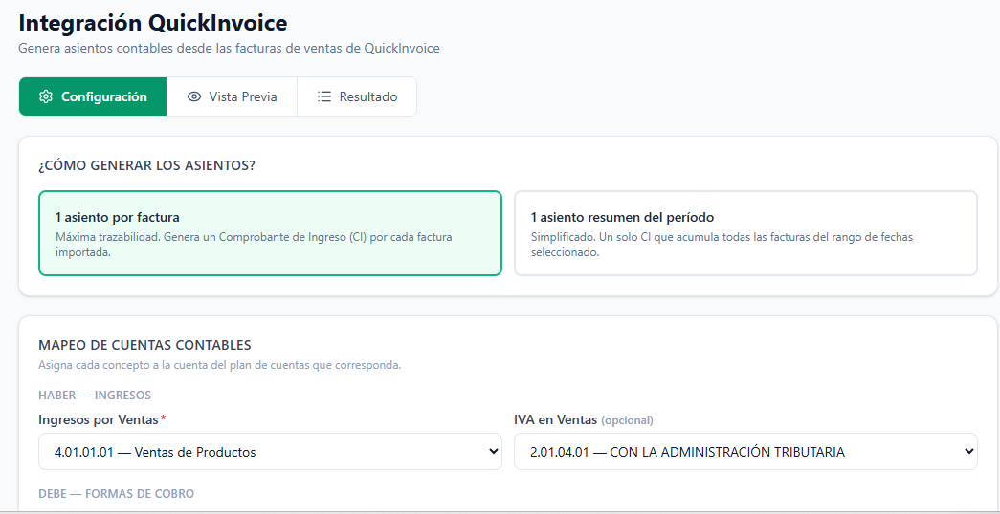 Integración QuickInvoice
Genera asientos contables desde las facturas de ventas de QuickInvoice
Configuración
Vista Previa
Resultado
¿CÓMO GENERAR LOS ASIENTOS?
1 asiento por factura
Máxima trazabilidad. Genera un Comprobante de Ingreso (CI) por cada factura
importada.
1 asiento resumen del período
Simplificado. Un solo CI que acumula todas las facturas del rango de fechas
seleccionado.
MAPEO DE CUENTAS CONTABLES
Asigna cada concepto a la cuenta del plan de cuentas que corresponda.
HABER — INGRESOS
Ingresos por Ventas*
4.01.01.01 — Ventas de Productos
IVA en Ventas (opcional)
2.01.04.01 — CON LA ADMINISTRACIÓN TRIBUTARIA
DEBE — FORMAS DE COBRO